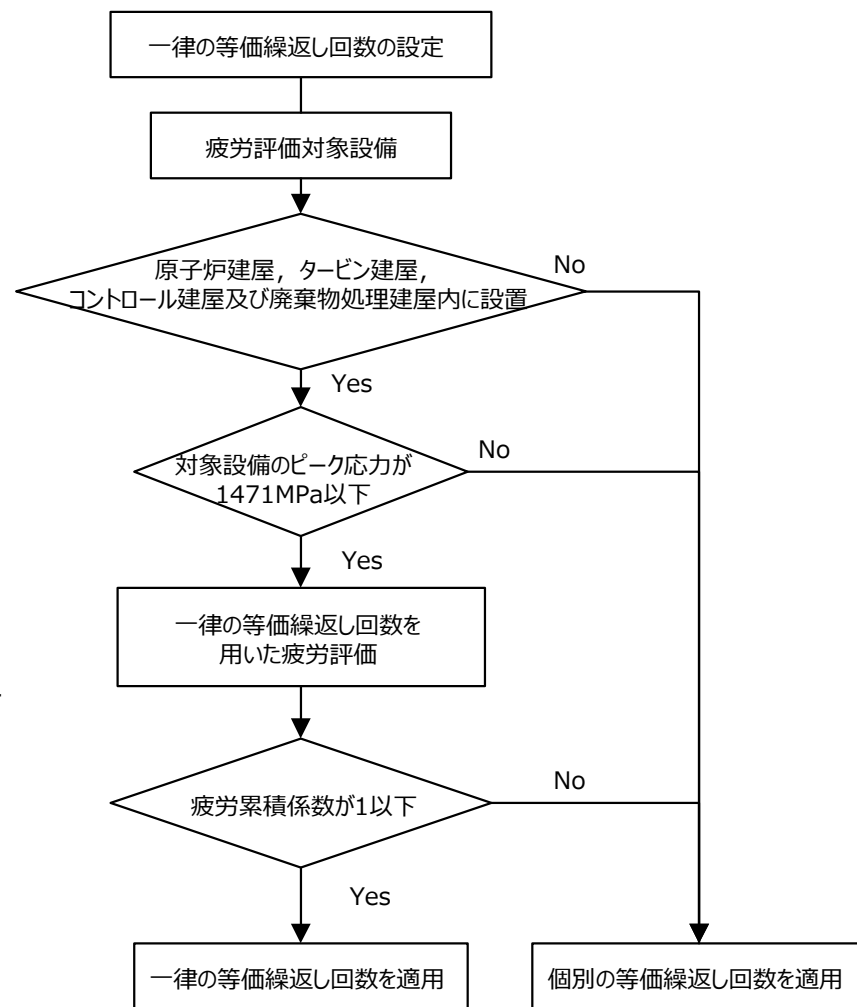 一律の等価繰返し回数の設定
疲労評価対象設備
原子炉建屋，タービン建屋，
コントロール建屋及び廃棄物処理建屋内に設置
No
Yes
対象設備のピーク応力が
1471MPa以下
No
Yes
一律の等価繰返し回数を
用いた疲労評価
疲労累積係数が1以下
No
Yes
一律の等価繰返し回数を適用
個別の等価繰返し回数を適用